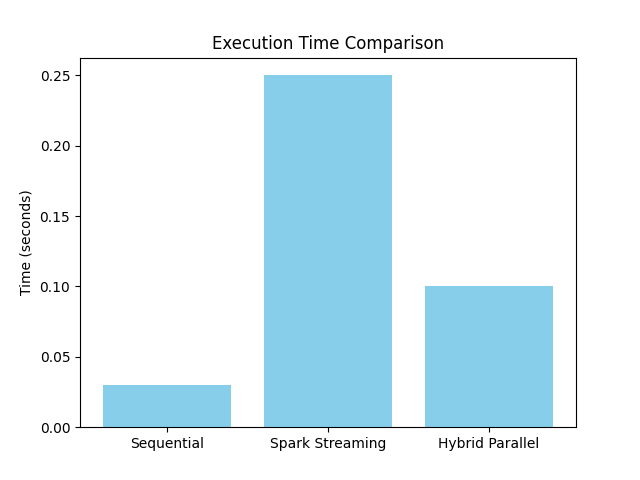 Execution Time Comparison
Time (seconds)
0.25
0.20
0.15
0.10
0.05
0.00
Sequential Spark Streaming Hybrid Parallel